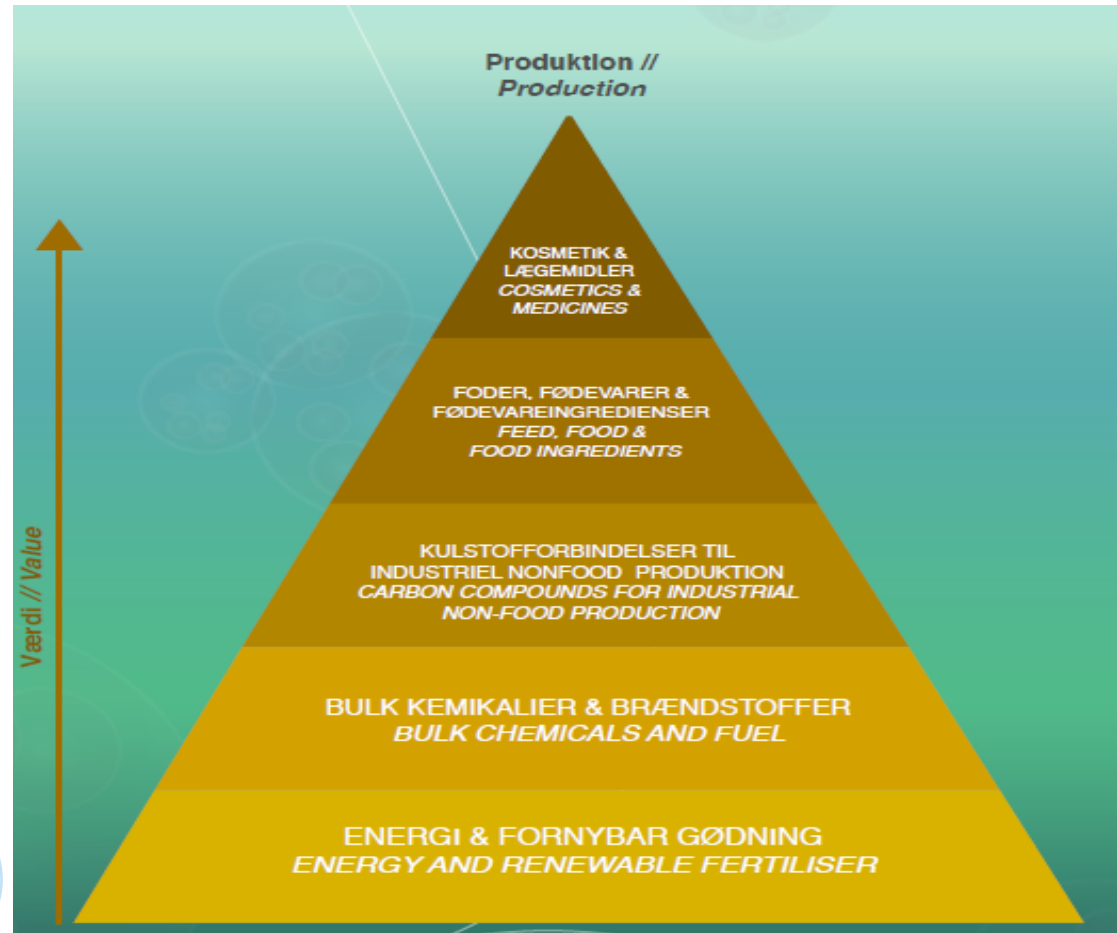 Produktion //
Production
KOSMETIK &
LÆGEMIDLER
COSMETICS &
MEDICINES
FODER, FØDEVARER &
FØDEVAREINGREDIENSER
FEED, FOOD &
FOOD INGREDIENTS
KULSTOFFORBINDELSER TIL
INDUSTRIEL NONFOOD PRODUKTION
CARBON COMPOUNDS FOR INDUSTRIAL
NON-FOOD PRODUCTION
BULK KEMIKALIER & BRÆNDSTOFFER
BULK CHEMICALS AND FUEL
ENERGI & FORNYBAR GØDNING
ENERGY AND RENEWABLE FERTILISER
Værdi // Value